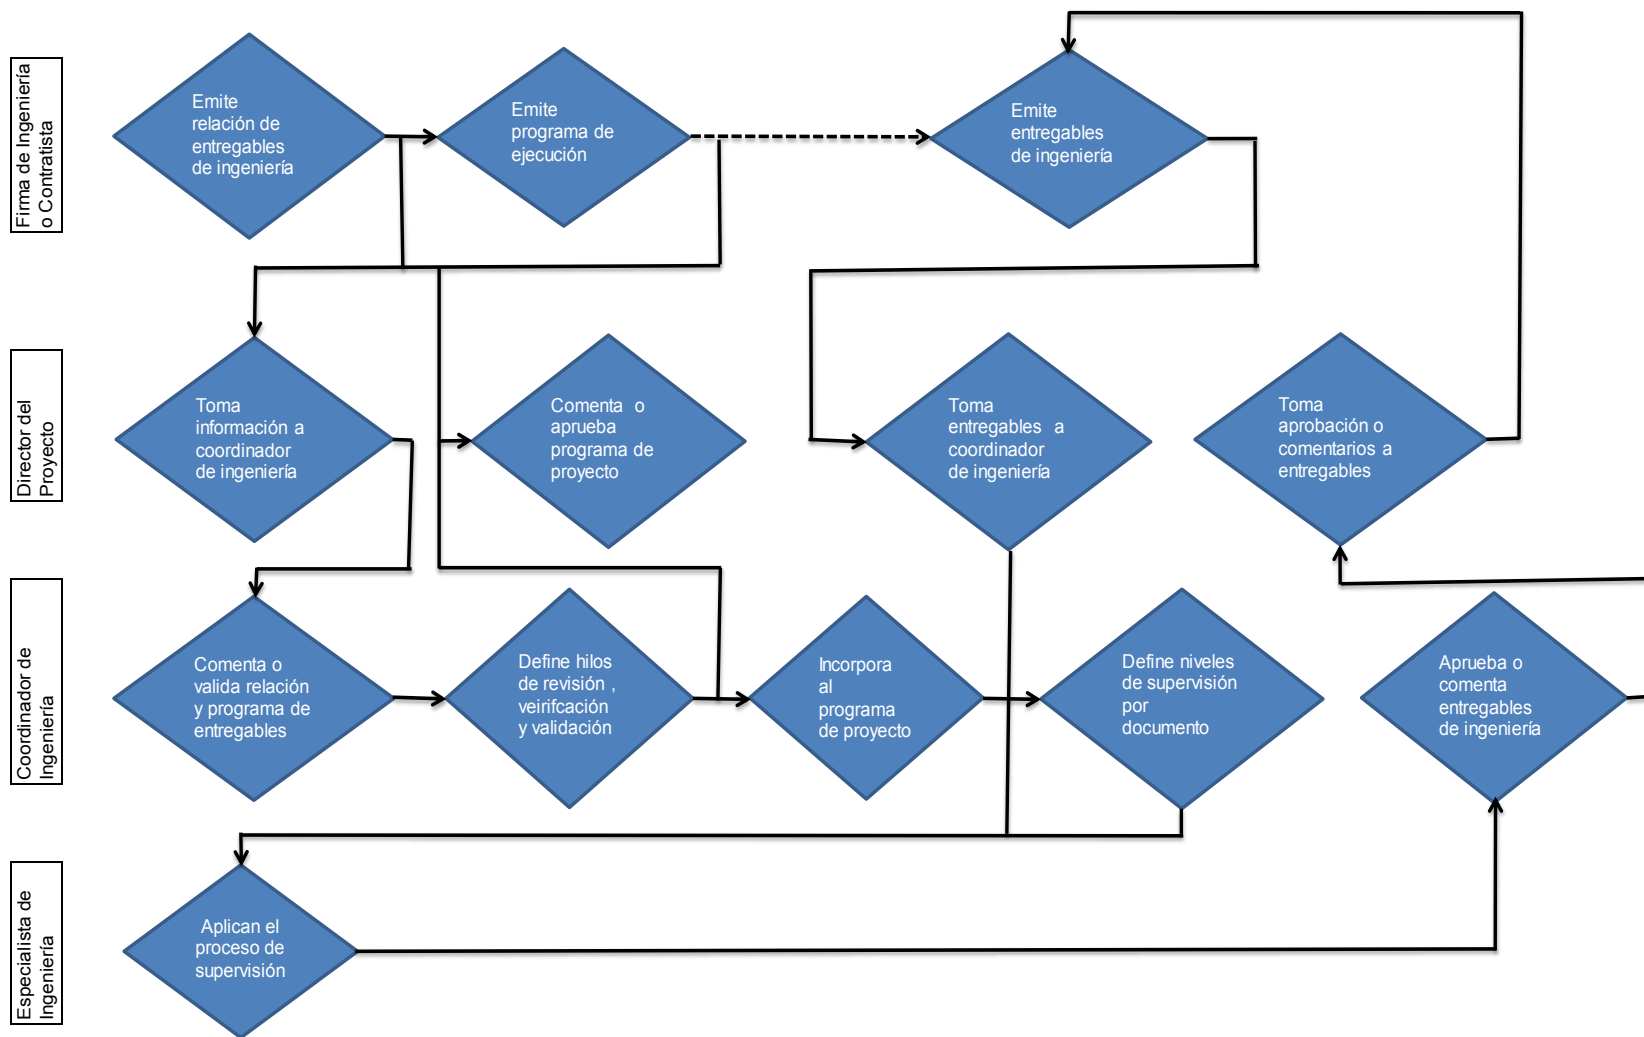 Firma de Ingeniería
o Contratista
Emite
relación de
entregables
de ingeniería
Emite
programa de
ejecución
Emite
entregables
de ingeniería
Director del
Proyecto
Toma
información a
coordinador
de ingeniería
Comenta o
aprueba
programa de
proyecto
Toma
entregables a
coordinador
de ingeniería
Toma
aprobación o
comentarios a
entregables
Coordinador de
Ingeniería
Comenta o
valida relación
y programa de
entregables
Define hilos
de revisión ,
veirifcación
y validación
Incorpora
al
programa
de proyecto
Define niveles
de supervisión
por
documento
Aprueba o
comenta
entregables
de ingeniería
Especialista de
Ingeniería
Aplican el
proceso de
supervisión